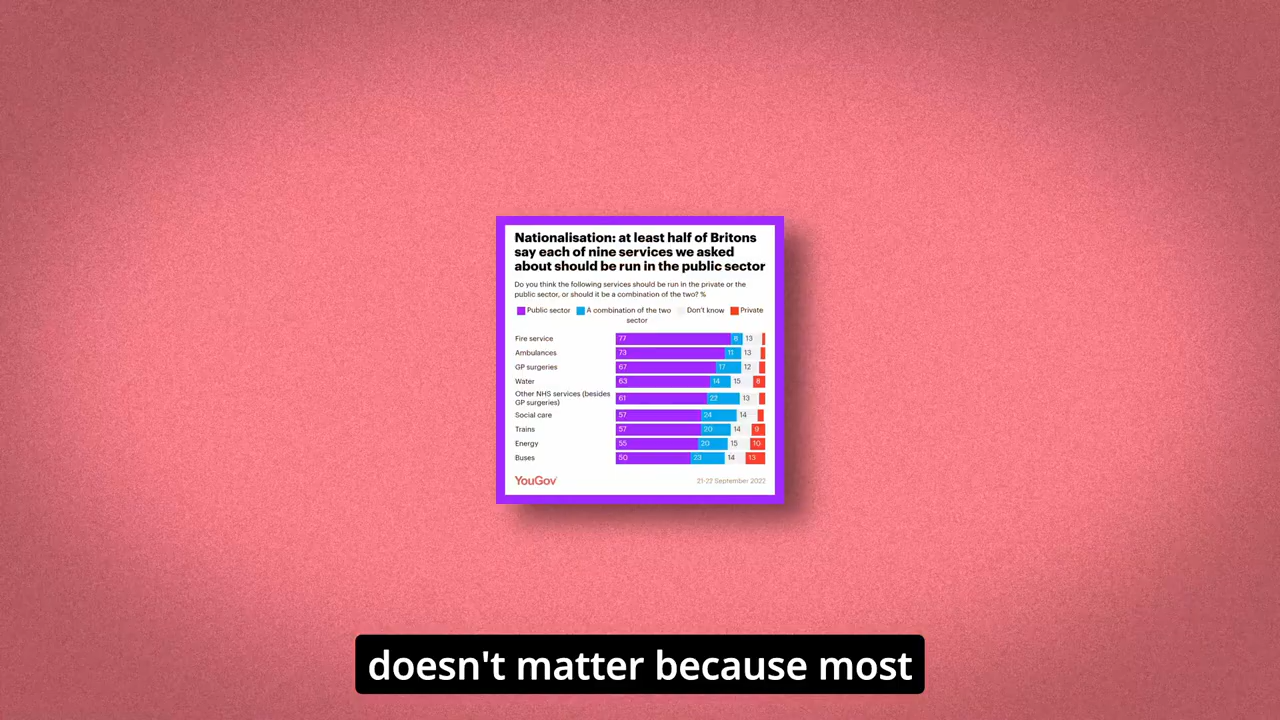 Nationalisation: at least half of Britons
say each of nine services we asked
about should be run in the public sector
Do you think the following services should be run in the private or the
public sector, or should it be a combination of the two? %
Public sector A combination of the two Don't know Private
sector
Fire service 77 8 13
Ambulances 73 11 13
GP surgeries 67 17 12
Water 63 14 15 8
Other NHS services (besides
GP surgeries) 61 22 13
Social care 57 24 14
Trains 57 20 14 9
Energy 55 20 15 10
Buses 50 23 14 13
YouGov 21-22 September 2022
doesn't matter because most